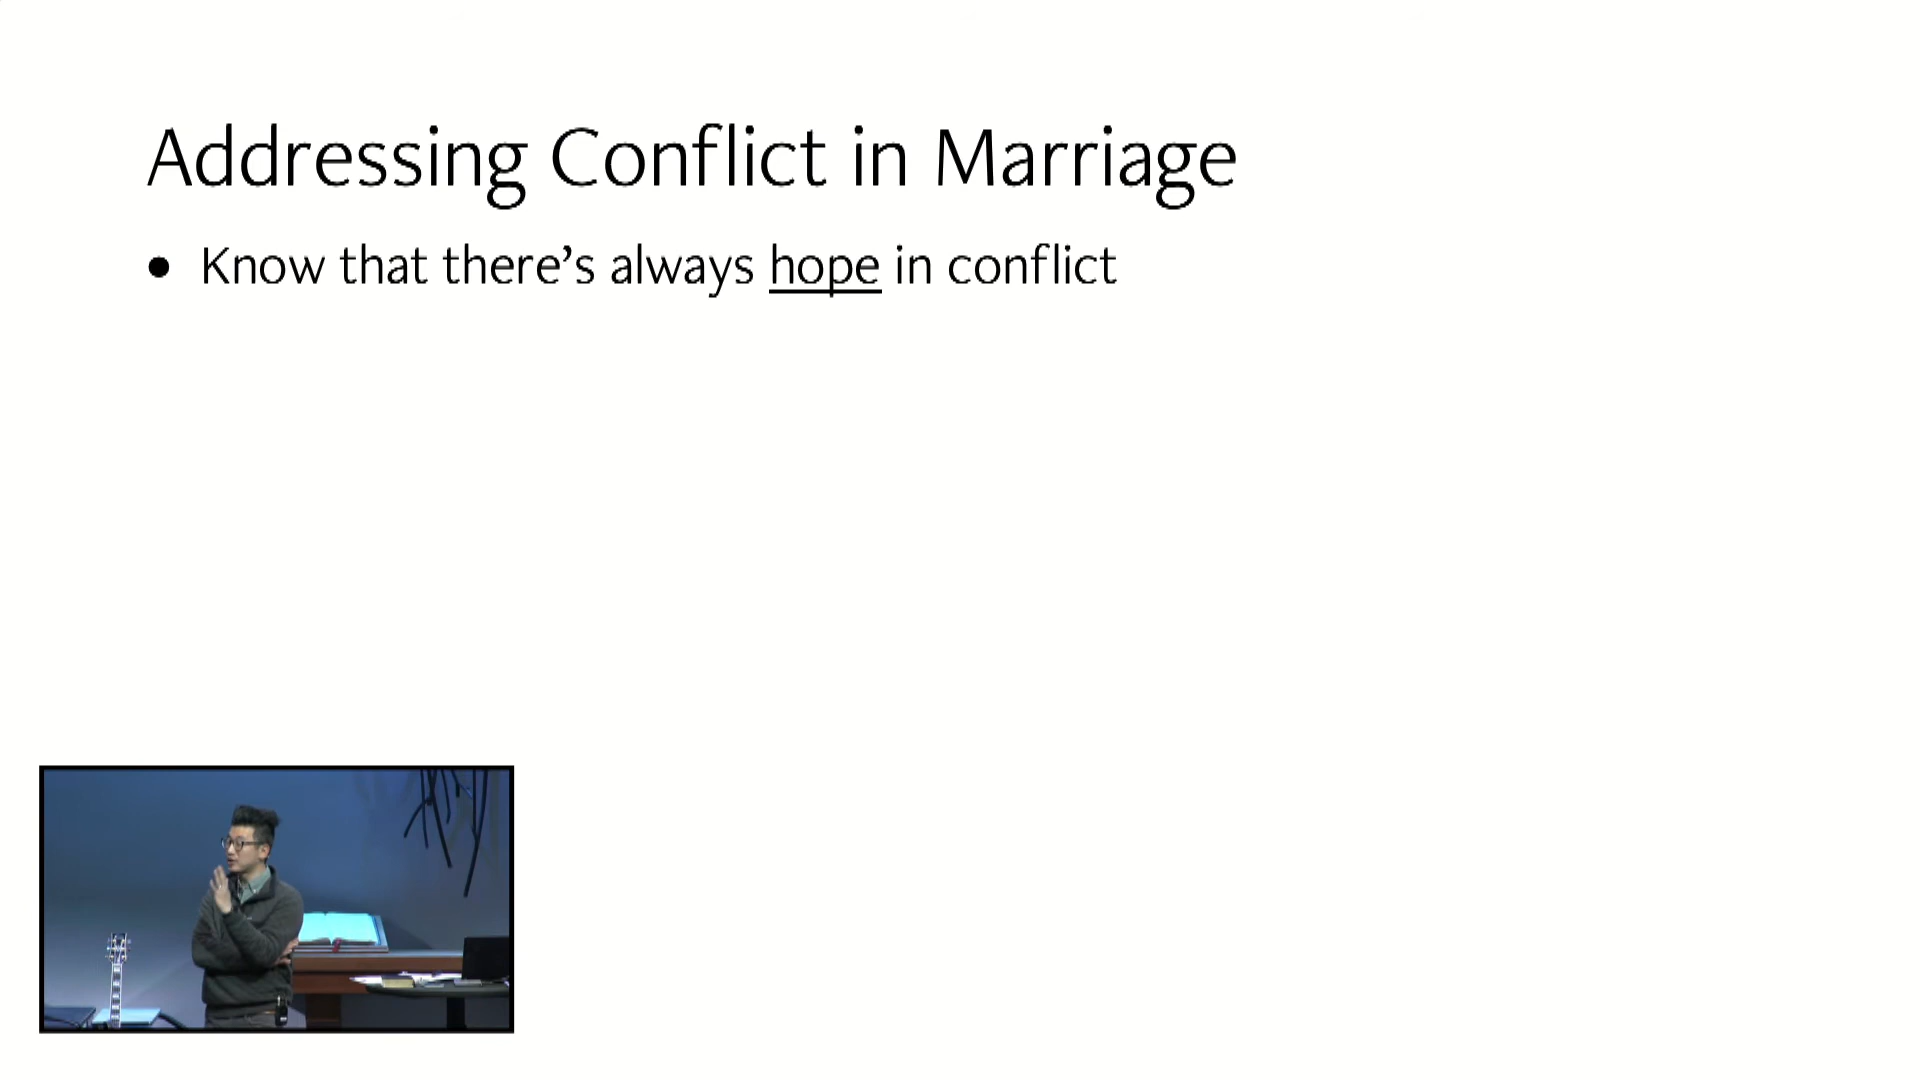 Addressing Conflict in Marriage
• Know that there’s always hope in conflict